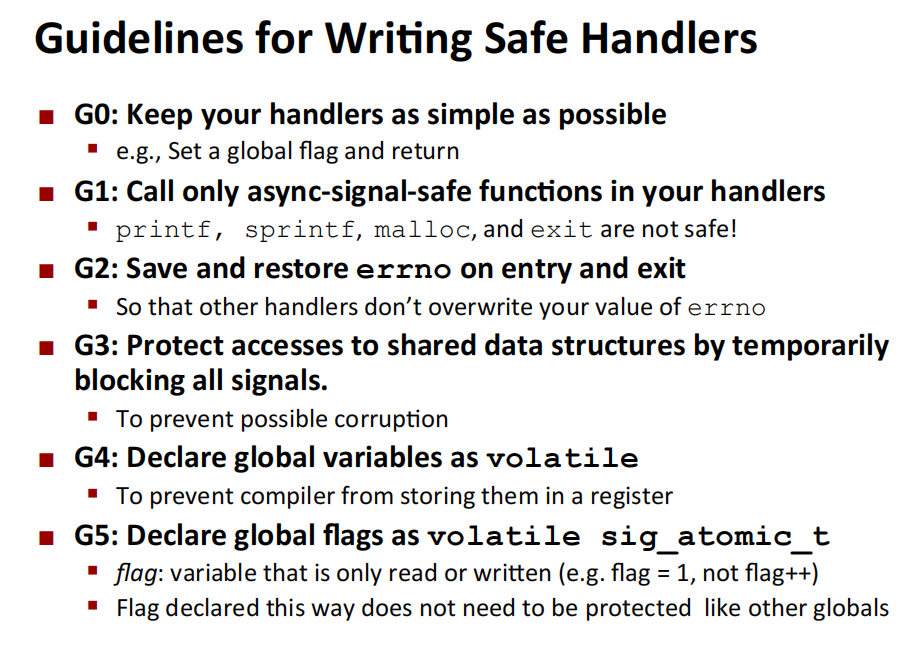 Guidelines for Writing Safe Handlers
G0: Keep your handlers as simple as possible
e.g., Set a global flag and return
G1: Call only async-signal-safe functions in your handlers
printf, sprintf, malloc, and exit are not safe!
G2: Save and restore errno on entry and exit
So that other handlers don’t overwrite your value of errno
G3: Protect accesses to shared data structures by temporarily
blocking all signals.
To prevent possible corruption
G4: Declare global variables as volatile
To prevent compiler from storing them in a register
G5: Declare global flags as volatile sig_atomic_t
flag: variable that is only read or written (e.g. flag = 1, not flag++)
Flag declared this way does not need to be protected like other globals